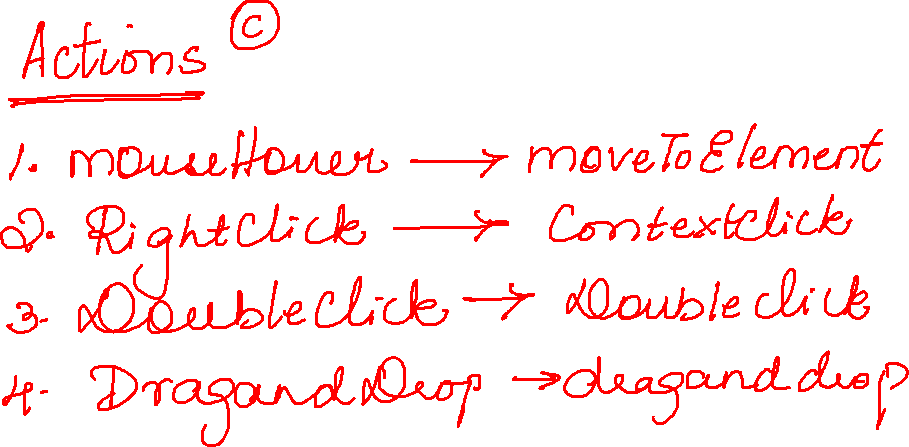 Actions ©
1. mouseHover → moveToElement
2. RightClick → ContextClick
3. DoubleClick → Doubleclick
4. DragandDrop → draganddrop